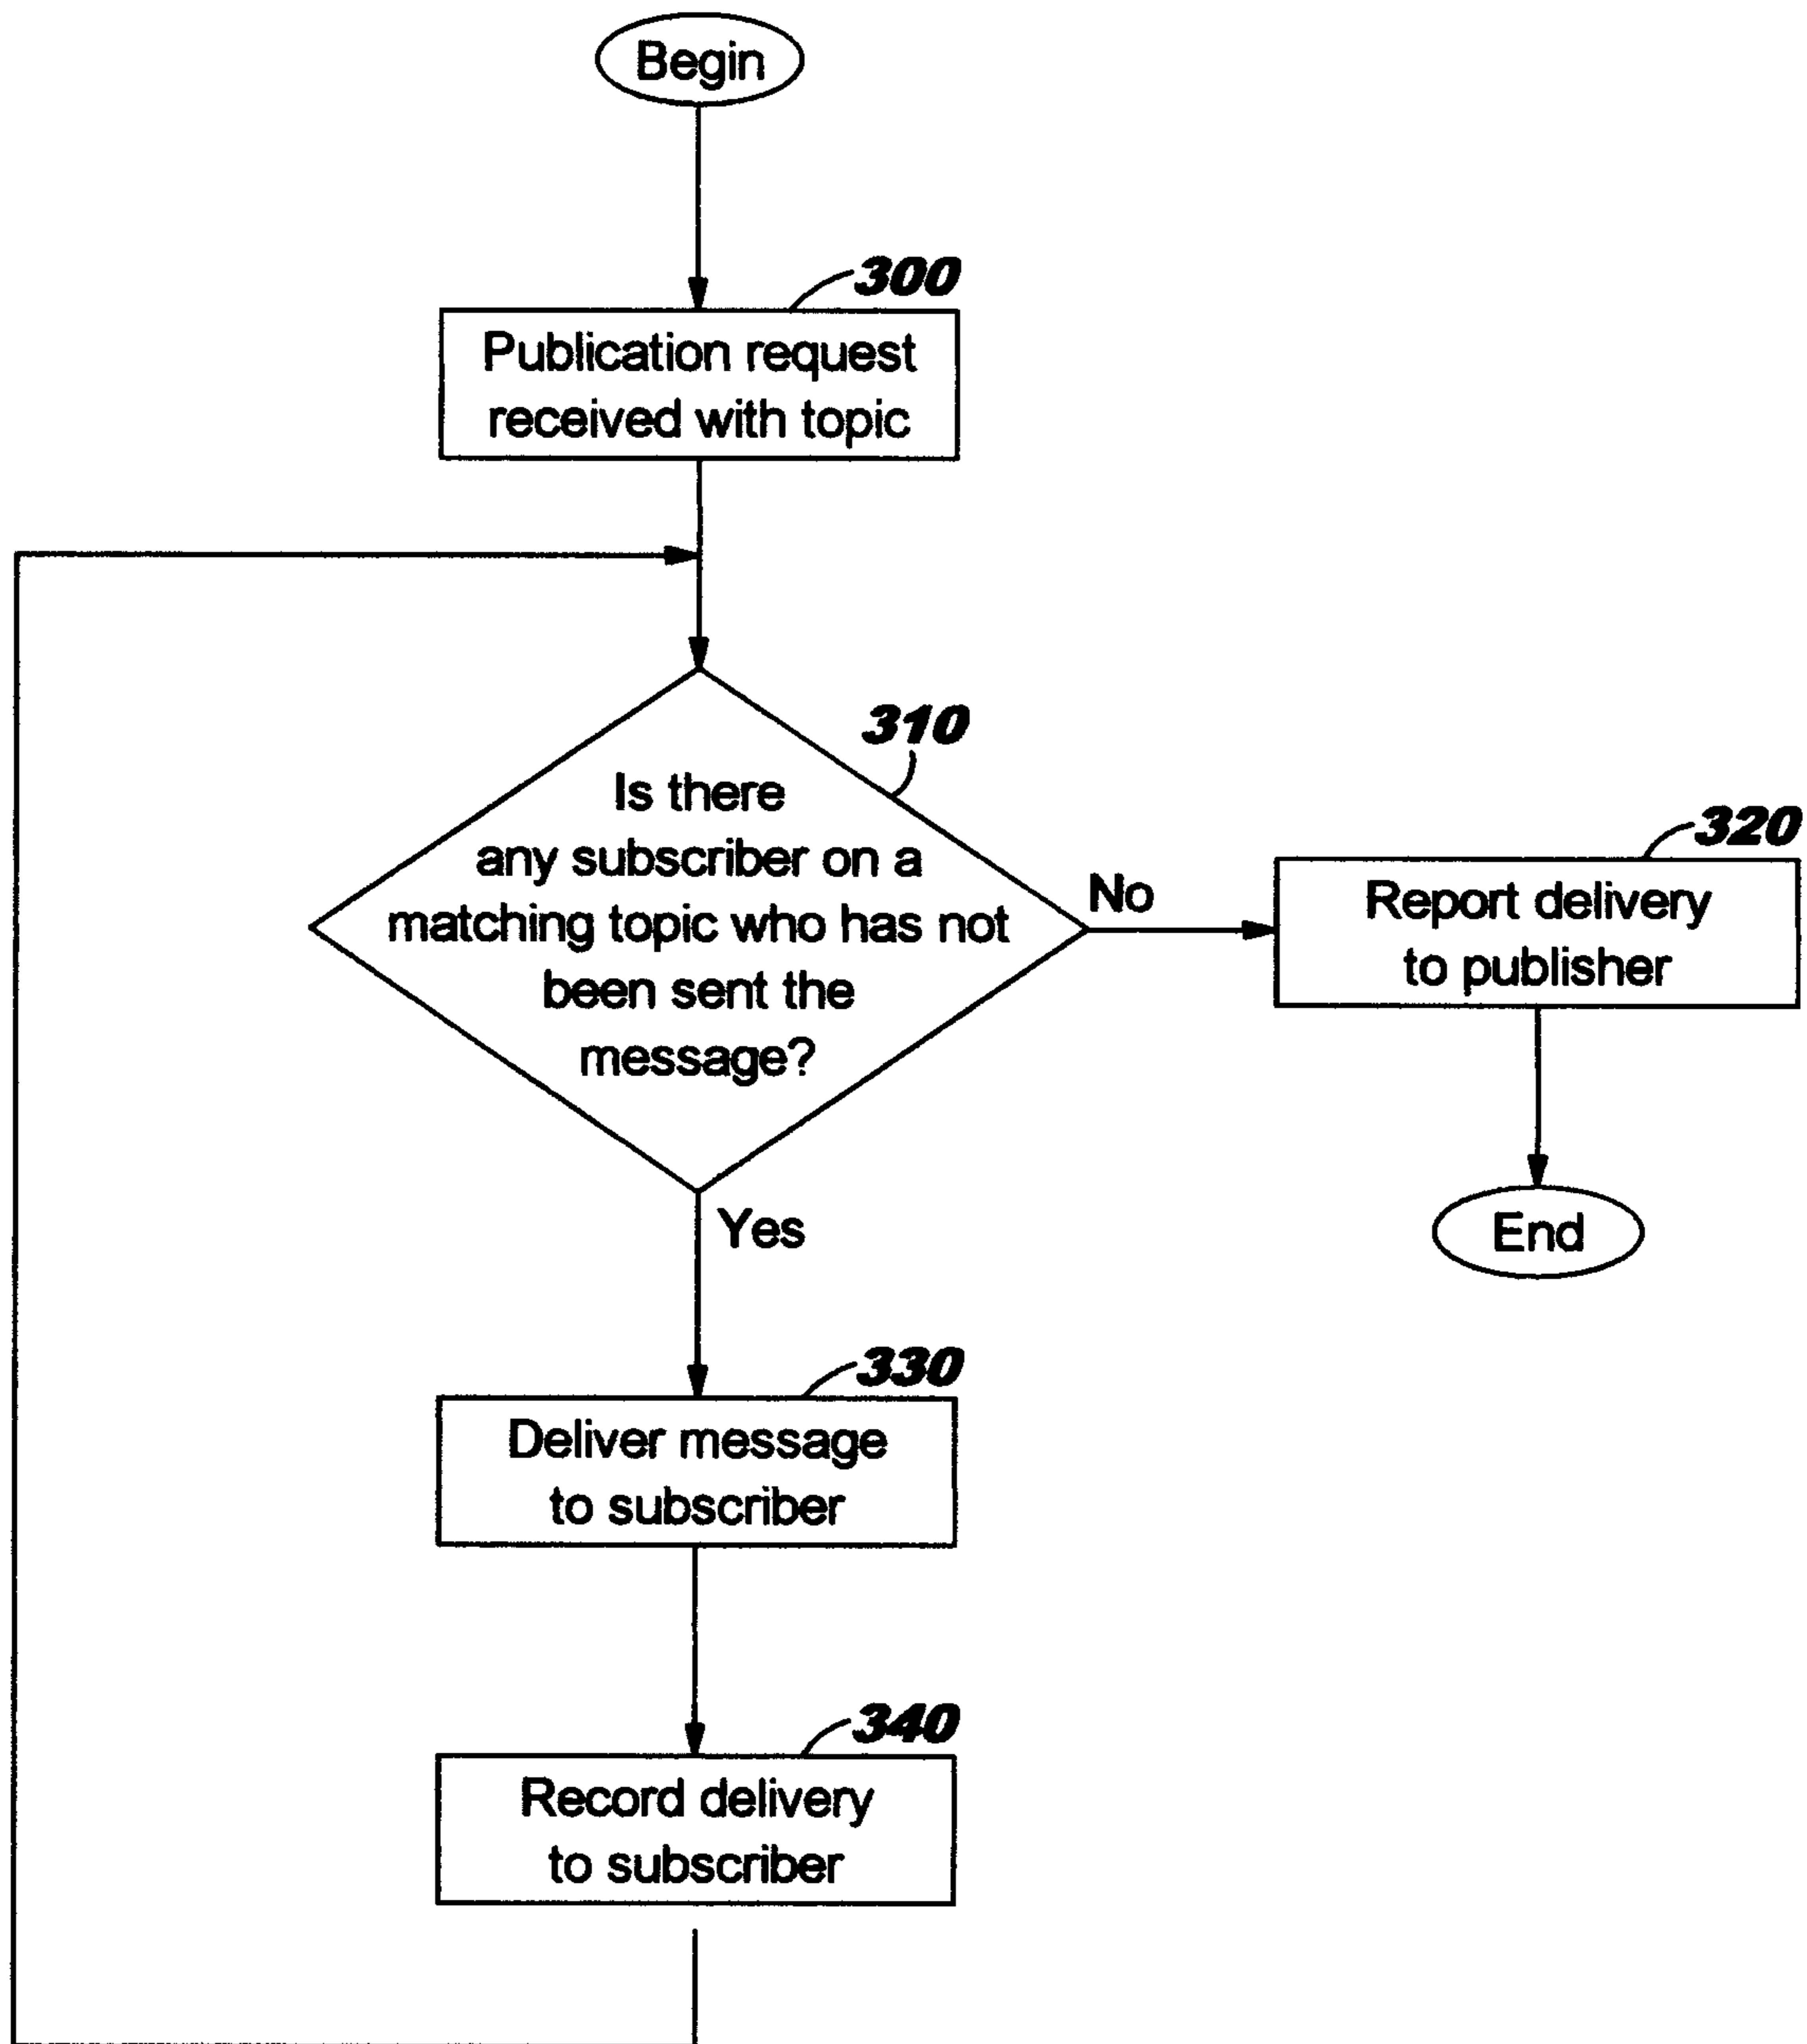 Begin
300
Publication request
received with topic
310
Is there
any subscriber on a
matching topic who has not
been sent the
message?
No
320
Report delivery
to publisher
End
Yes
330
Deliver message
to subscriber
340
Record delivery
to subscriber